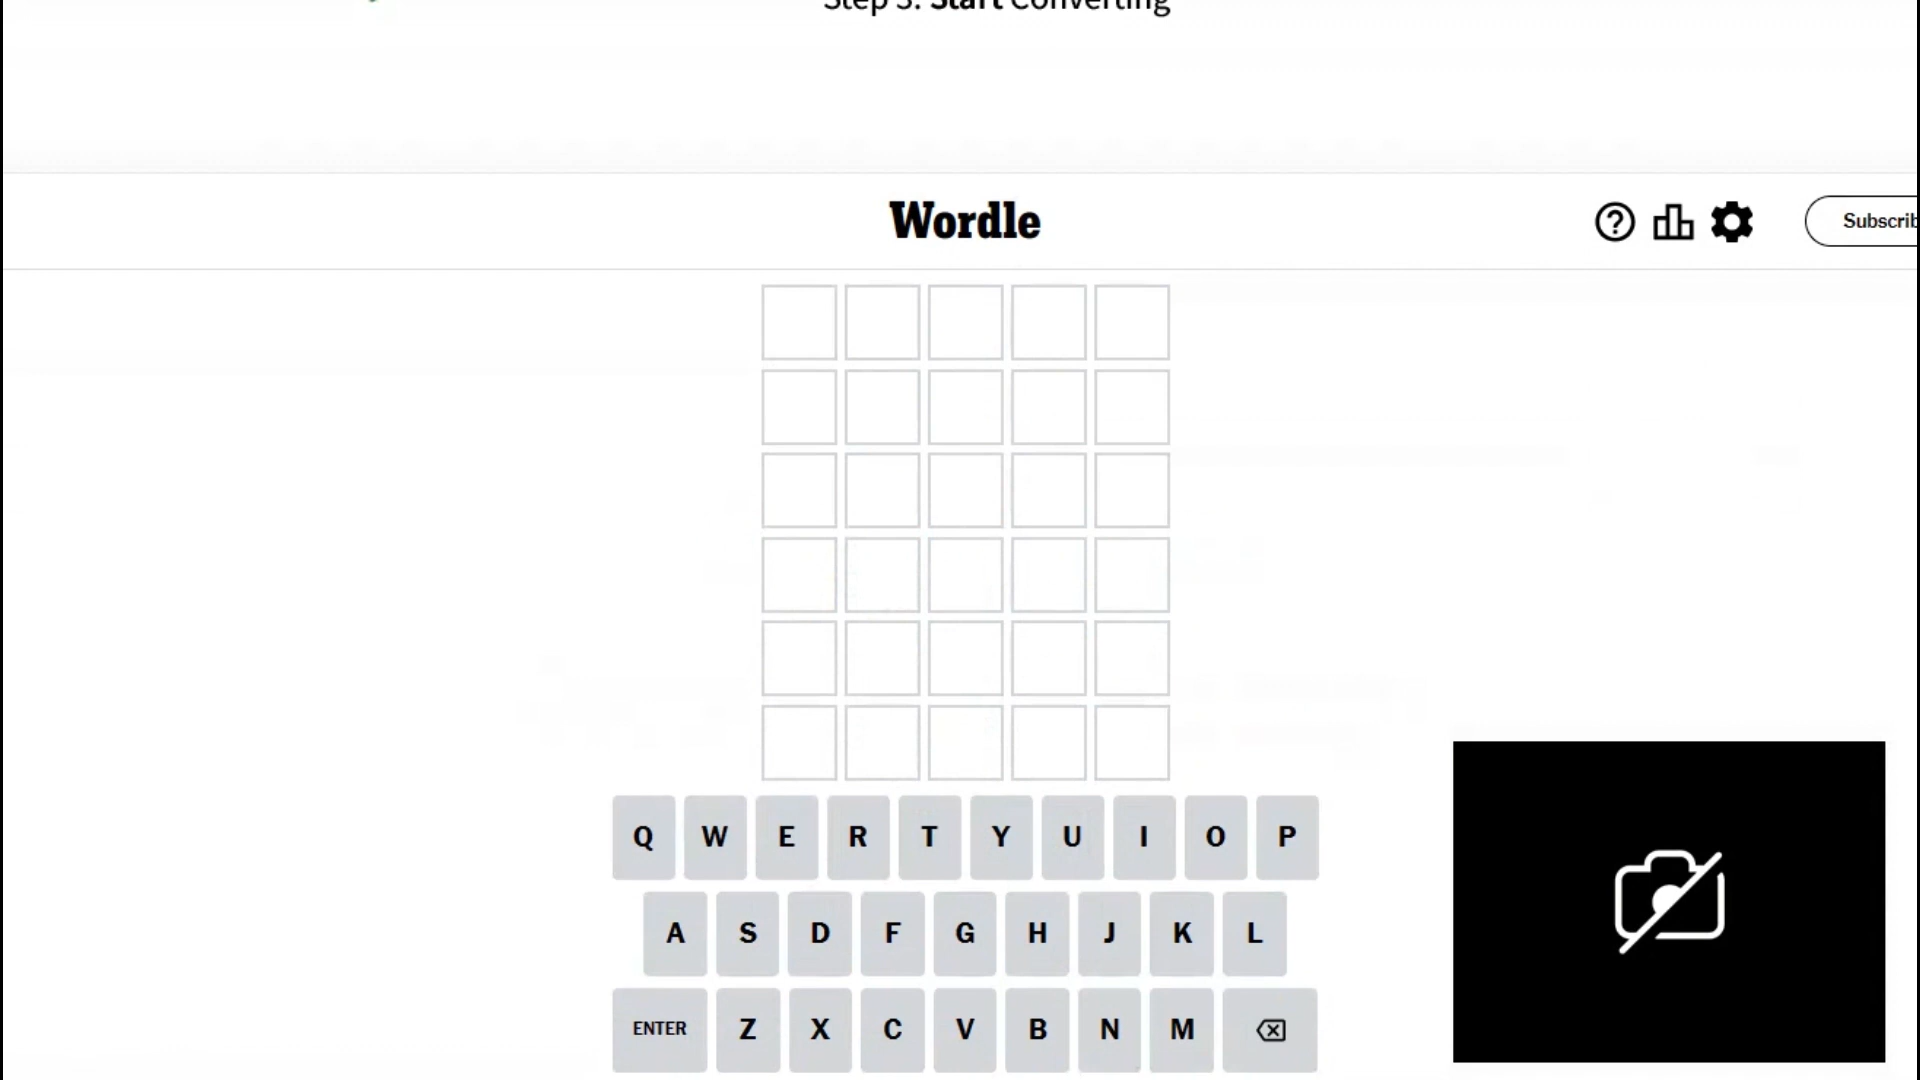 Step 3: Start Converting
Wordle
Subscrib
Q W E R T Y U I O P
A S D F G H J K L
ENTER Z X C V B N M